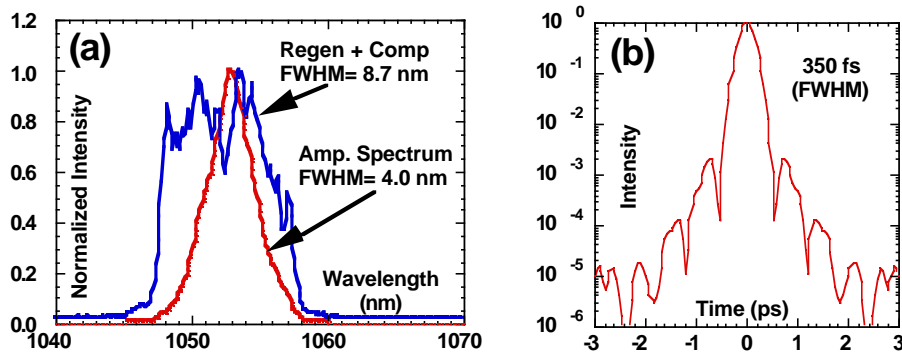 (a)
Regen + Comp
FWHM= 8.7 nm
Amp. Spectrum
FWHM= 4.0 nm
Wavelength
(nm)
Normalized Intensity
1.2
1.0
0.8
0.6
0.4
0.2
0.0
1040 1050 1060 1070
(b)
350 fs
(FWHM)
Intensity
Time (ps)
10 0
10 -1
10 -2
10 -3
10 -4
10 -5
10 -6
-3 -2 -1 0 1 2 3